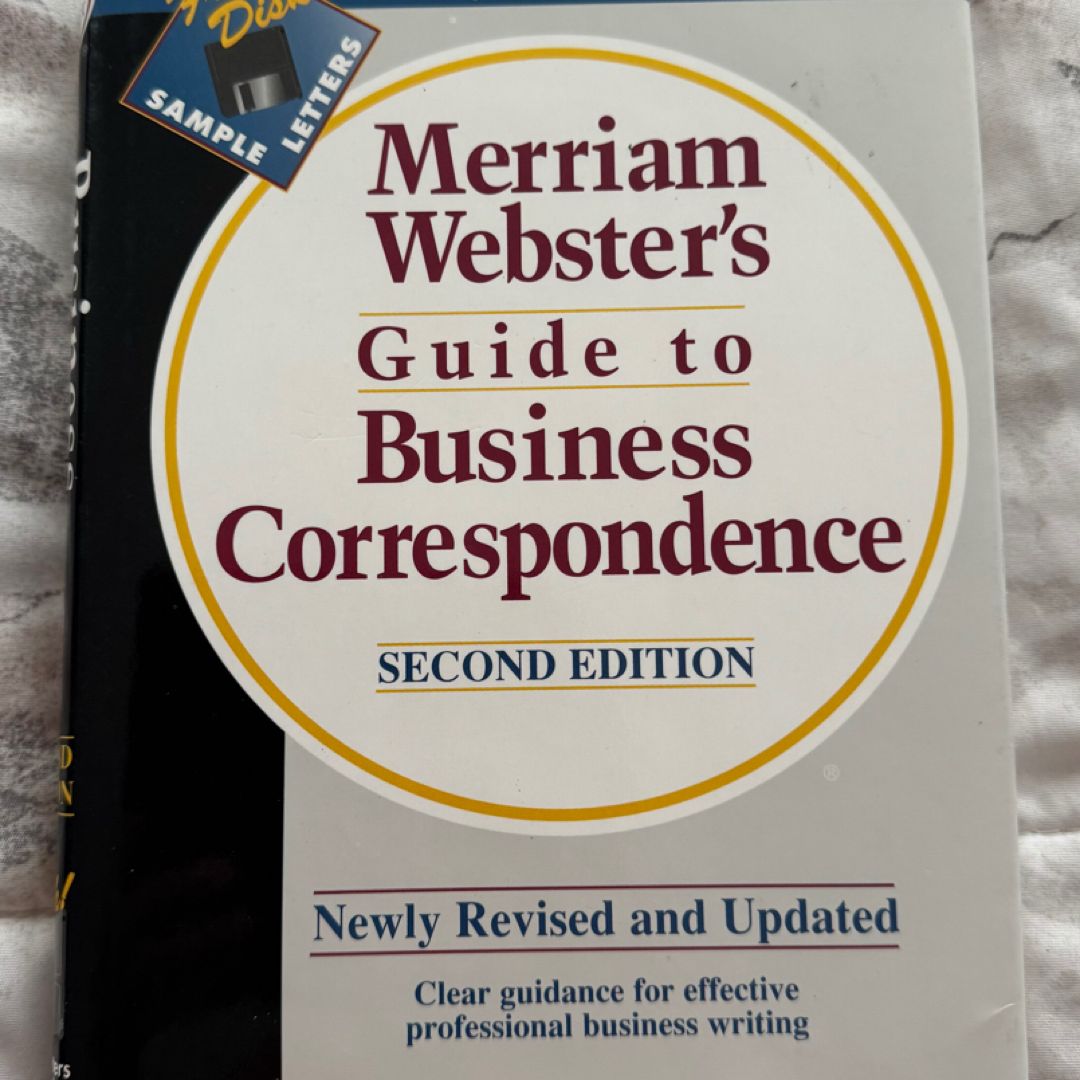 Disk
SAMPLE
LETTERS
Merriam
Webster's
Guide to
Business
Correspondence
SECOND EDITION
®
Newly Revised and Updated
Clear guidance for effective
professional business writing